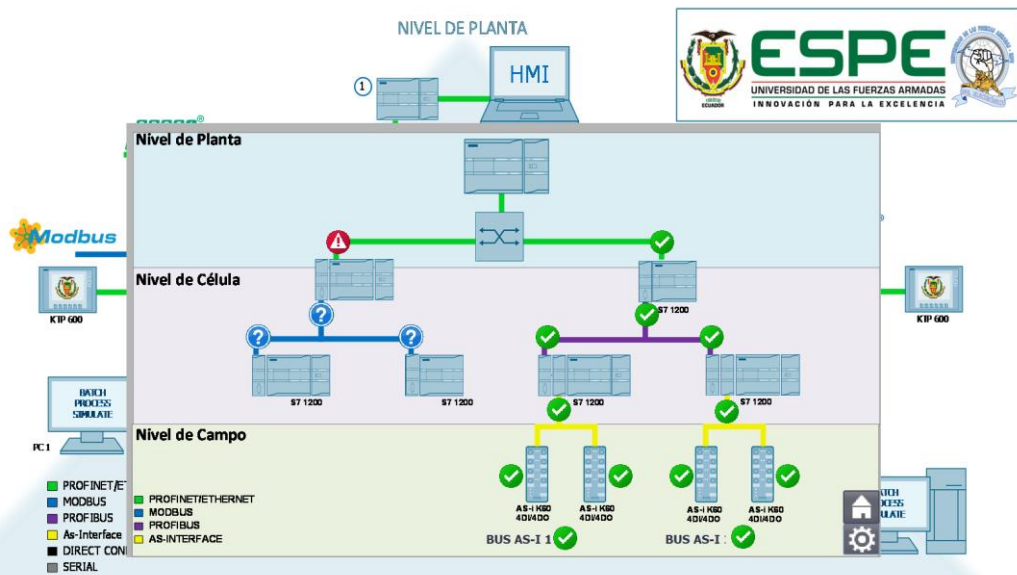 NIVEL DE PLANTA
1
HMI
ESPE
UNIVERSIDAD DE LAS FUERZAS ARMADAS
INNOVACIÓN PARA LA EXCELENCIA
ECUADOR
Nivel de Planta
Modbus
KTP 600
Nivel de Célula
S7 1200
KTP 600
S7 1200
S7 1200
S7 1200
S7 1200
BATCH
PROCESS
SIMULATE
PC 1
Nivel de Campo
PROFINET/ET
MODBUS
PROFIBUS
As-Interface
DIRECT CON
SERIAL
PROFINET/ETHERNET
MODBUS
PROFIBUS
AS-INTERFACE
AS-i K60
4DI/4DO
AS-i K60
4DI/4DO
AS-i K60
4DI/4DO
AS-i K60
4DI/4DO
BUS AS-I 1
BUS AS-I